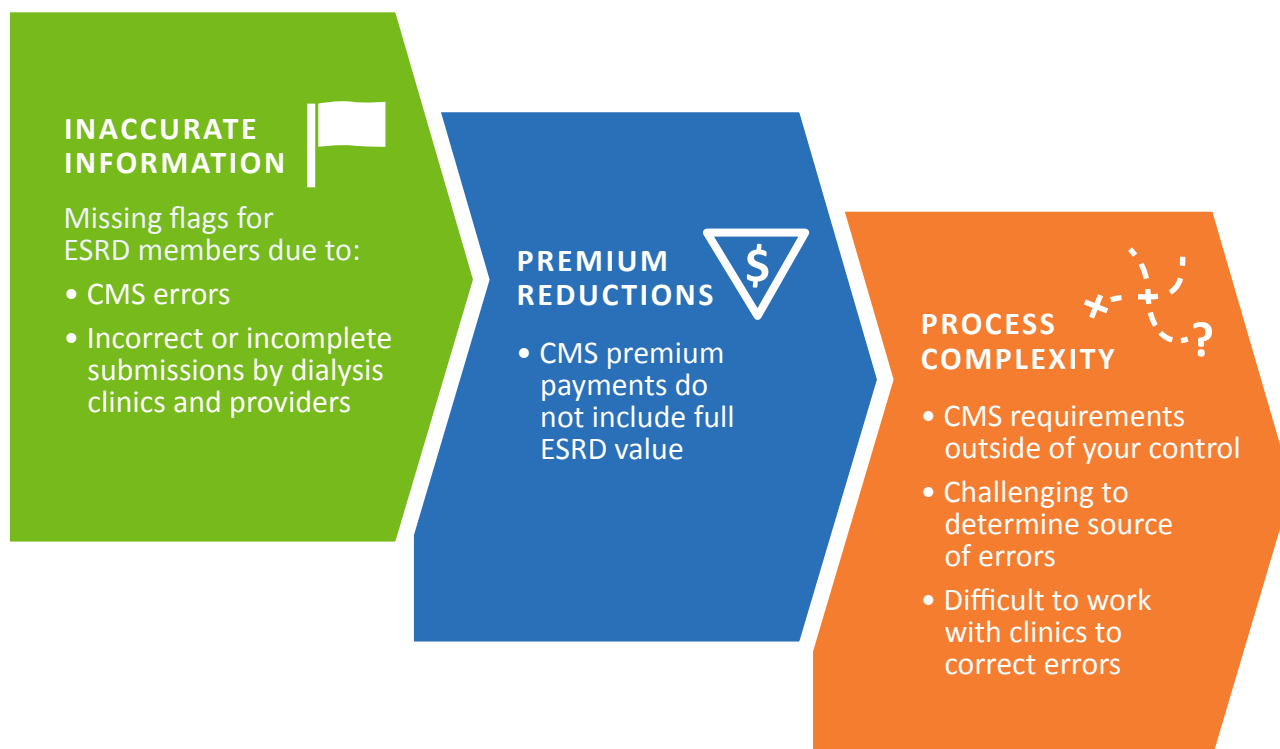 INACCURATE
INFORMATION
Missing flags for
ESRD members due to:
• CMS errors
• Incorrect or incomplete
submissions by dialysis
clinics and providers
PREMIUM
REDUCTIONS
$
• CMS premium
payments do
not include full
ESRD value
PROCESS
COMPLEXITY
?
• CMS requirements
outside of your control
• Challenging to
determine source
of errors
• Difficult to work
with clinics to
correct errors